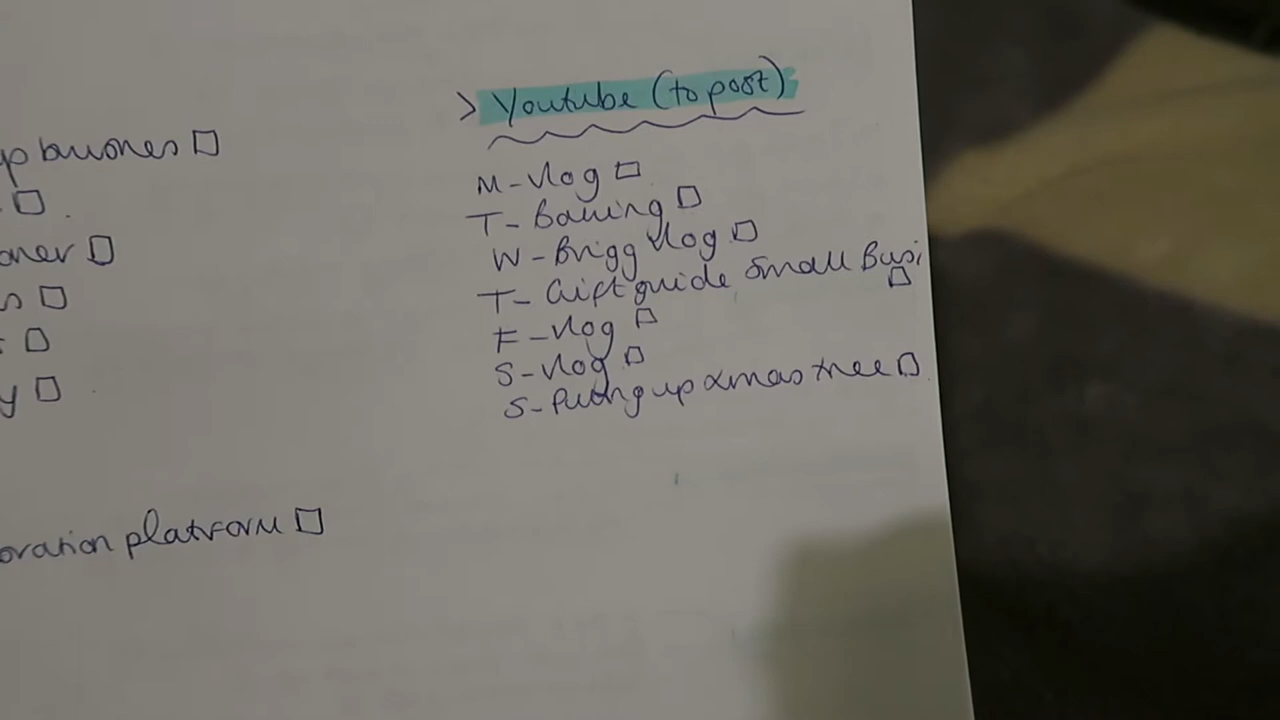 > Youtube (to post)
M - Vlog
T - Baking
W - Brigg Vlog
T - Gift guide Small Busi
F - Vlog
S - Vlog
S - Putting up xmas tree
up
oration platform